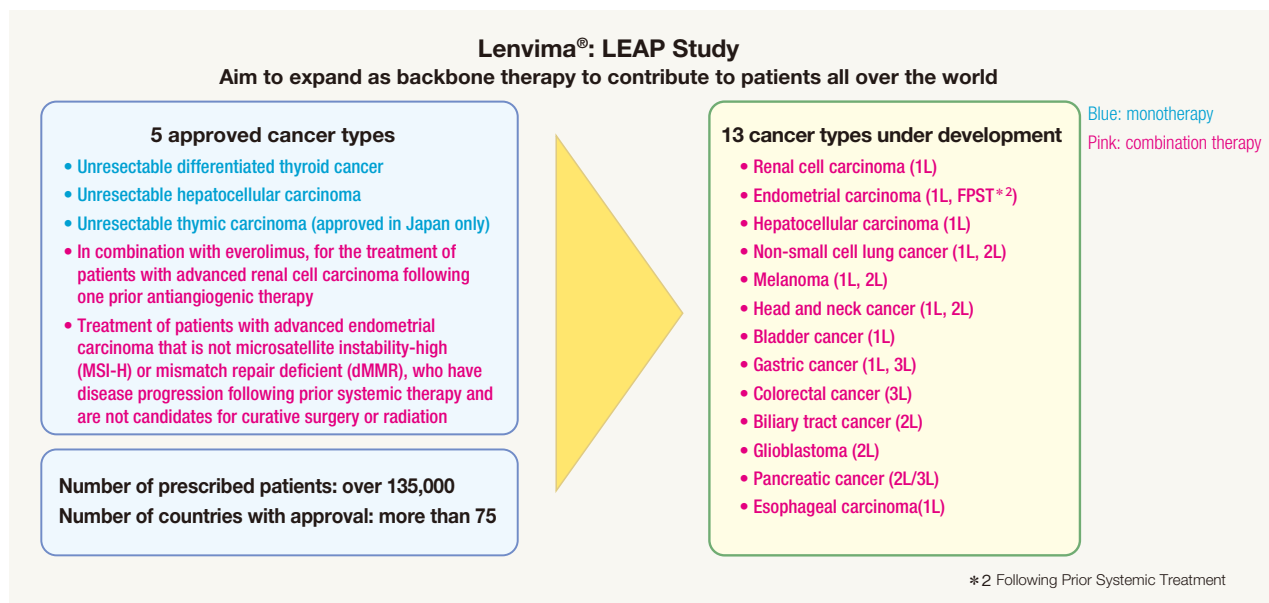 Lenvima®: LEAP Study
Aim to expand as backbone therapy to contribute to patients all over the world
5 approved cancer types
• Unresectable differentiated thyroid cancer
• Unresectable hepatocellular carcinoma
• Unresectable thymic carcinoma (approved in Japan only)
• In combination with everolimus, for the treatment of
patients with advanced renal cell carcinoma following
one prior antiangiogenic therapy
• Treatment of patients with advanced endometrial
carcinoma that is not microsatellite instability-high
(MSI-H) or mismatch repair deficient (dMMR), who have
disease progression following prior systemic therapy and
are not candidates for curative surgery or radiation
Number of prescribed patients: over 135,000
Number of countries with approval: more than 75
13 cancer types under development
• Renal cell carcinoma (1L)
• Endometrial carcinoma (1L, FPST*2)
• Hepatocellular carcinoma (1L)
• Non-small cell lung cancer (1L, 2L)
• Melanoma (1L, 2L)
• Head and neck cancer (1L, 2L)
• Bladder cancer (1L)
• Gastric cancer (1L, 3L)
• Colorectal cancer (3L)
• Biliary tract cancer (2L)
• Glioblastoma (2L)
• Pancreatic cancer (2L/3L)
• Esophageal carcinoma(1L)
Blue: monotherapy
Pink: combination therapy
*2 Following Prior Systemic Treatment